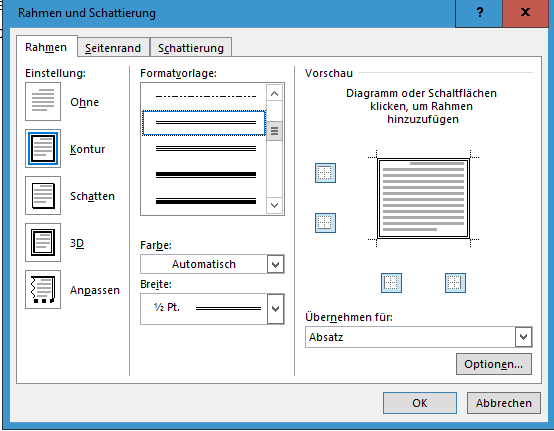 Rahmen und Schattierung
?
Rahmen
Seitenrand
Schattierung
Einstellung:
Ohne
Kontur
Schatten
3D
Anpassen
Formatvorlage:
Farbe:
Automatisch
Breite:
½ Pt.
Vorschau
Diagramm oder Schaltflächen
klicken, um Rahmen
hinzuzufügen
Übernehmen für:
Absatz
Optionen...
OK
Abbrechen